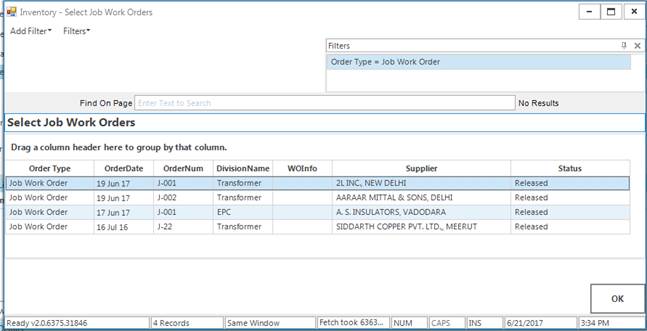 Inventory - Select Job Work Orders
Add Filter Filters
Filters
Order Type = Job Work Order
Find On Page Enter Text to Search No Results
Select Job Work Orders
Drag a column header here to group by that column.
Order Type OrderDate OrderNum DivisionName WOInfo Supplier Status
Job Work Order 19 Jun 17 J-001 Transformer 2L INC, NEW DELHI Released
Job Work Order 19 Jun 17 J-002 Transformer AARAR MITTAL & SONS, DELHI Released
Job Work Order 17 Jun 17 J-001 EPC A. S. INSULATORS, VADODARA Released
Job Work Order 16 Jul 16 J-22 Transformer SIDDARTH COPPER PVT. LTD., MEERUT Released
OK
Ready v2.0.6375.31846 4 Records Same Window Fetch took 6363... NUM CAPS INS 6/21/2017 3:34 PM